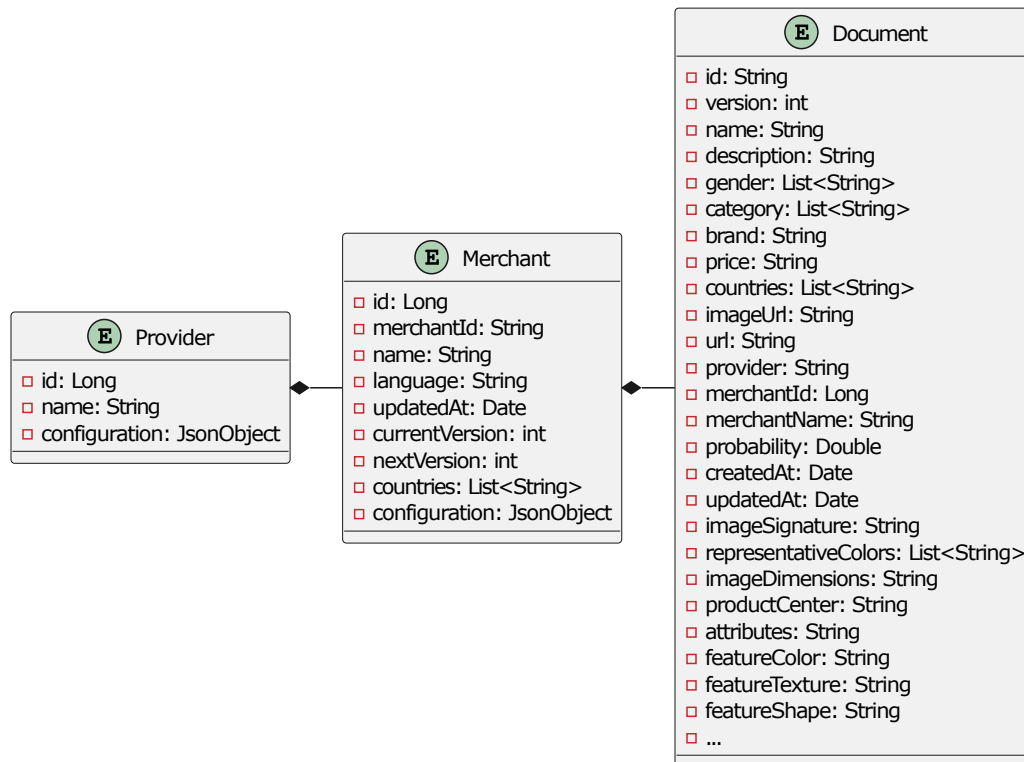 E Provider
id: Long
name: String
configuration: JsonObject
E Merchant
id: Long
merchantId: String
name: String
language: String
updatedAt: Date
currentVersion: int
nextVersion: int
countries: List<String>
configuration: JsonObject
E Document
id: String
version: int
name: String
description: String
gender: List<String>
category: List<String>
brand: String
price: String
countries: List<String>
imageUrl: String
url: String
provider: String
merchantId: Long
merchantName: String
probability: Double
createdAt: Date
updatedAt: Date
imageSignature: String
representativeColors: List<String>
imageDimensions: String
productCenter: String
attributes: String
featureColor: String
featureTexture: String
featureShape: String
...